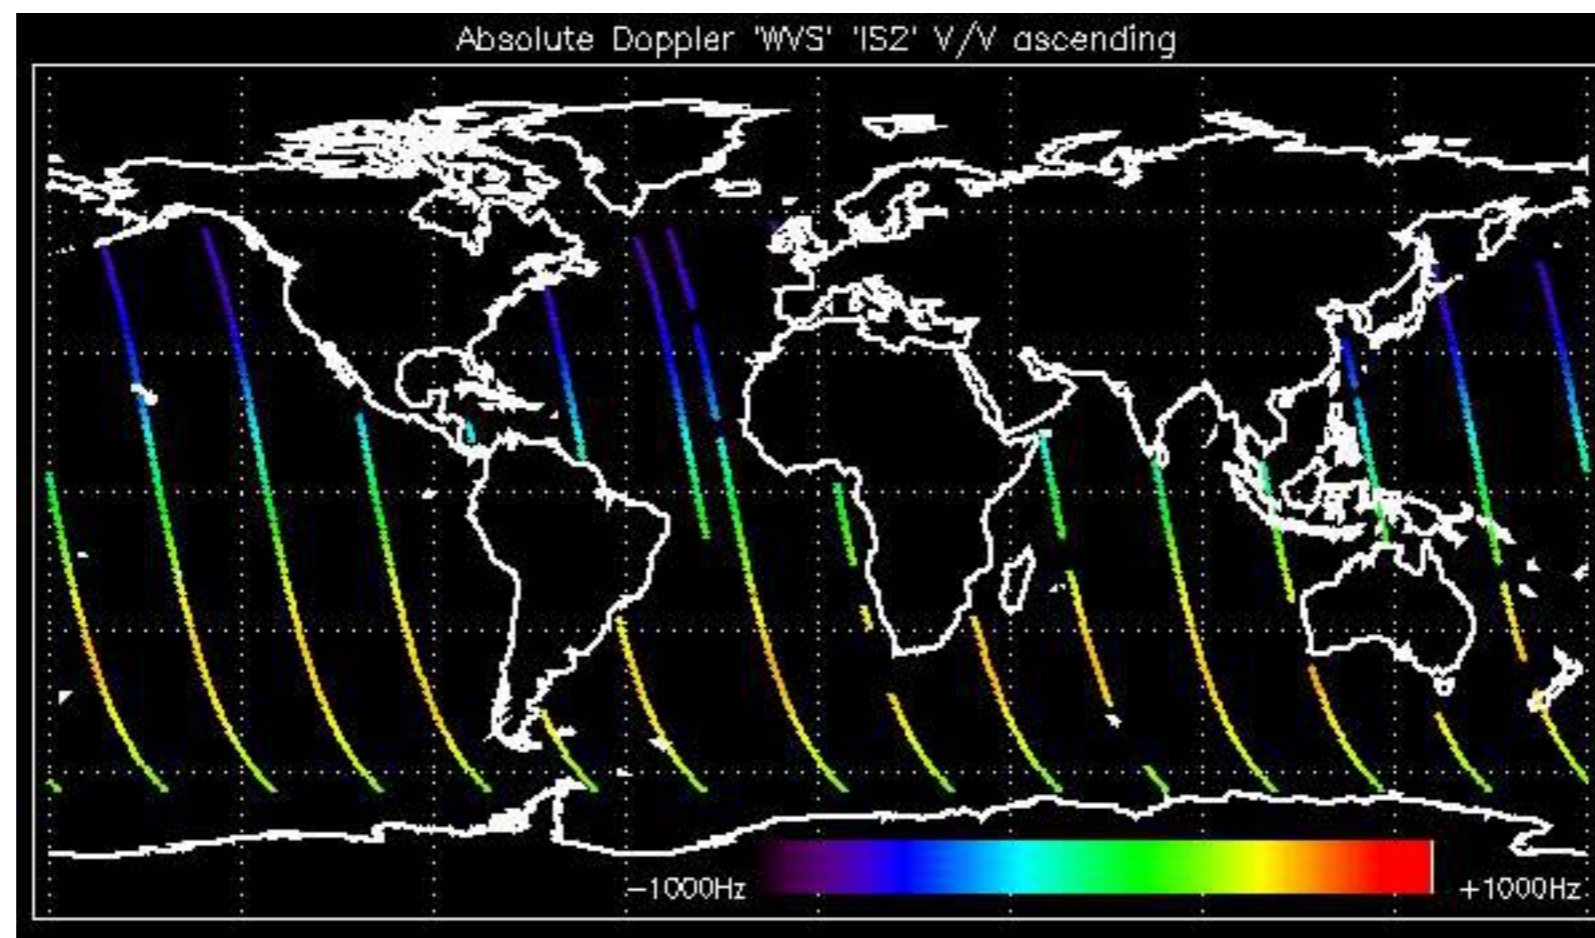 Absolute Doppler 'WVS' 'IS2' V/V ascending
−1000Hz +1000Hz